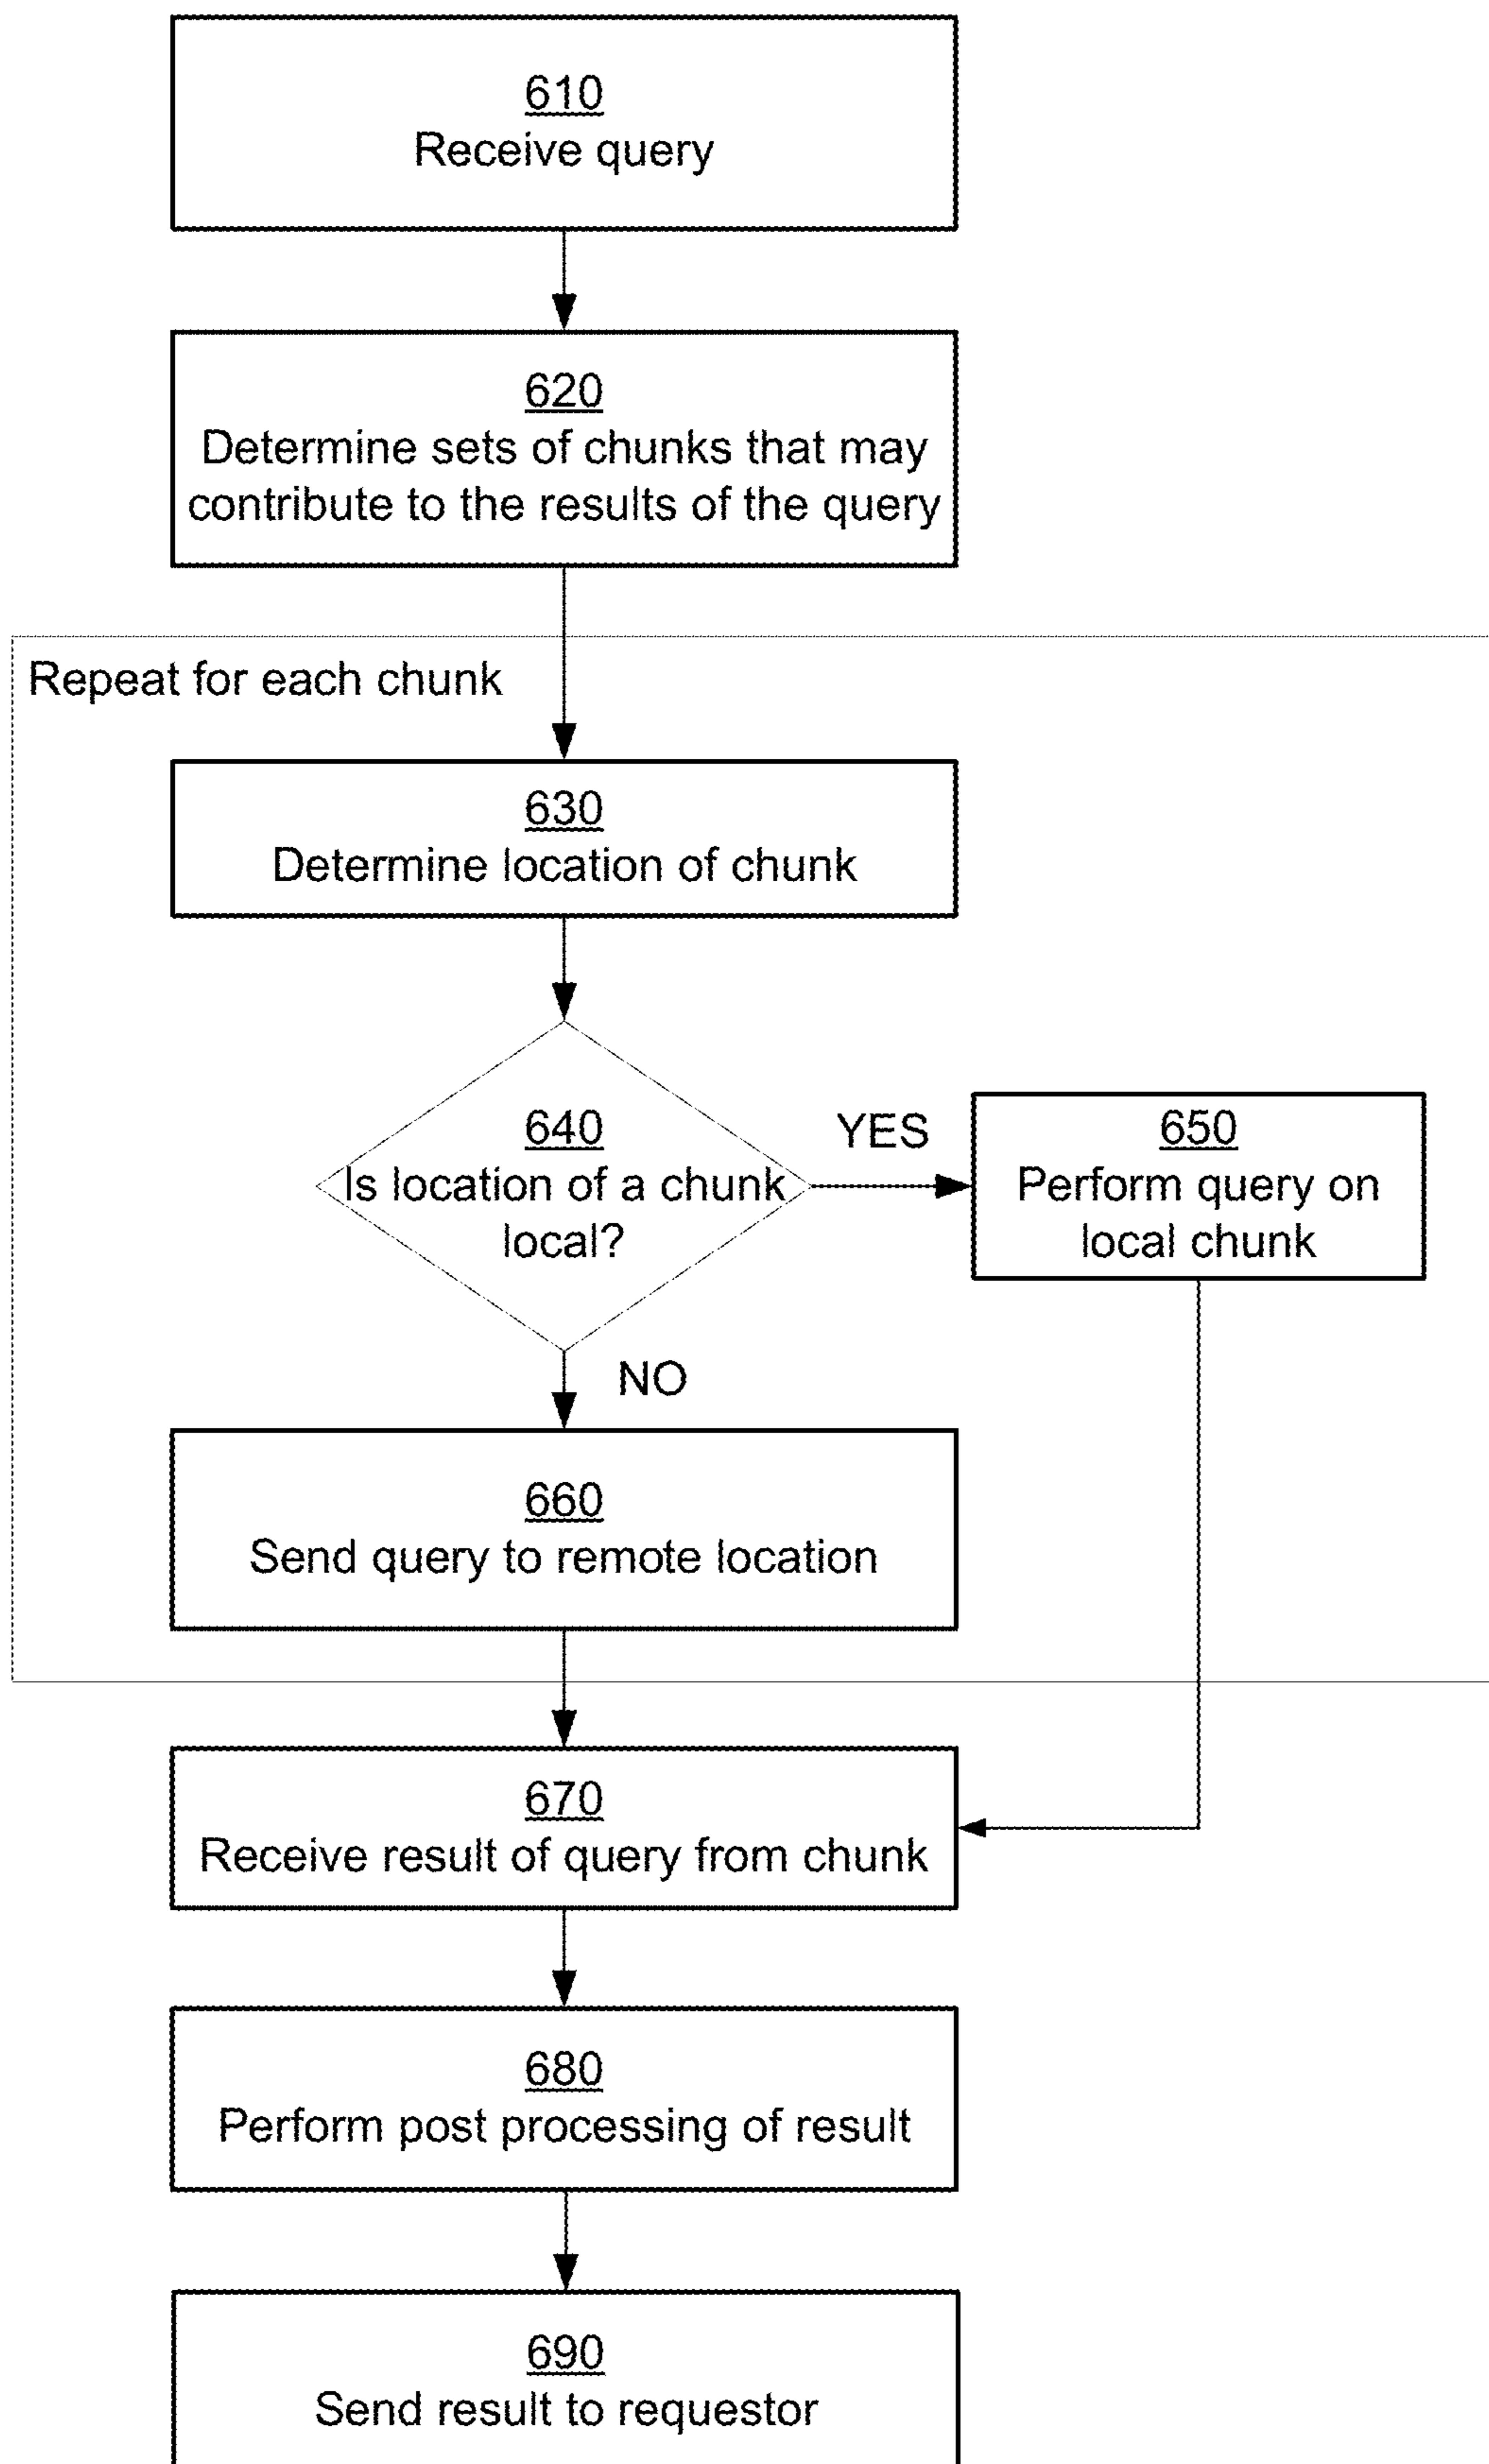 610
Receive query
620
Determine sets of chunks that may
contribute to the results of the query
Repeat for each chunk
630
Determine location of chunk
640
Is location of a chunk
local?
YES
650
Perform query on
local chunk
NO
660
Send query to remote location
670
Receive result of query from chunk
680
Perform post processing of result
690
Send result to requestor